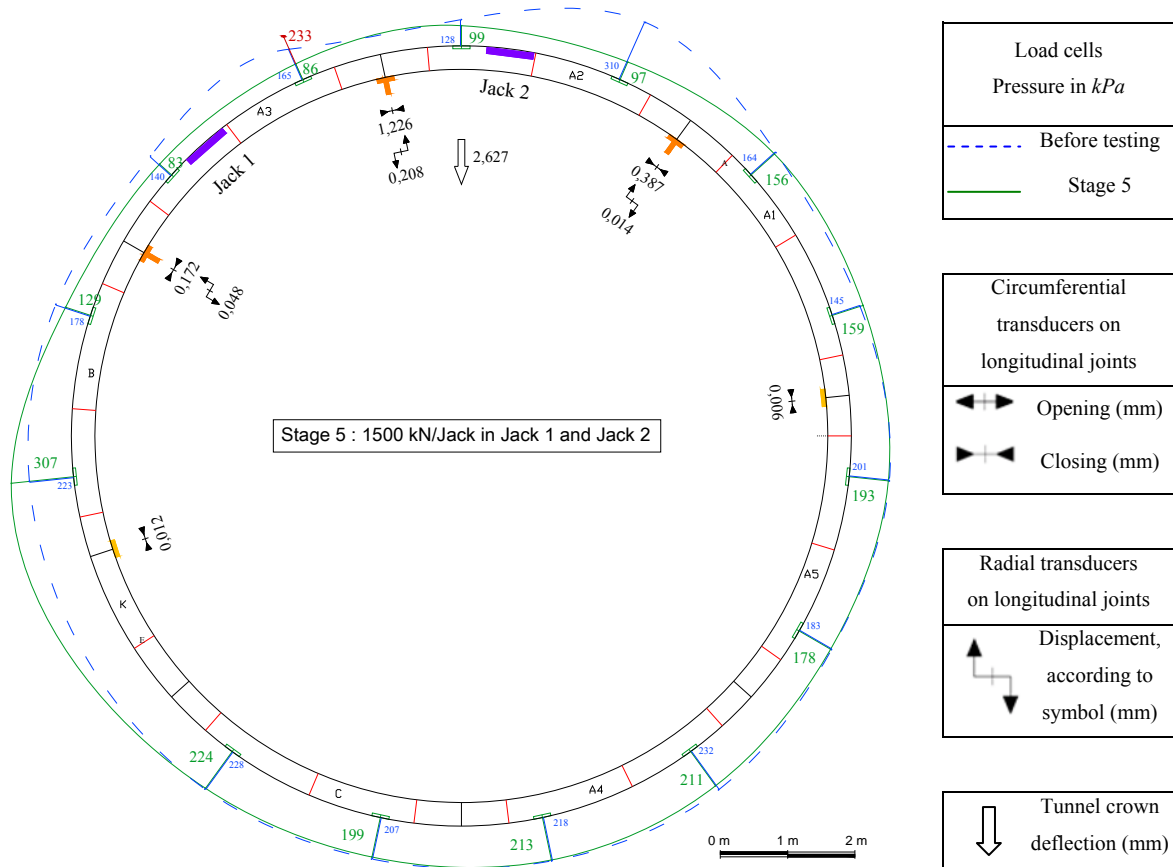 233
128
99
165
86
310
97
A2
Jack 2
A3
83
140
Jack 1
1,226
0,208
2,627
0,387
0,014
164
156
A
A1
0,172
0,048
129
178
145
159
B
0,006
Stage 5 : 1500 kN/Jack in Jack 1 and Jack 2
307
223
201
193
0,012
K
E
A5
183
178
224
228
232
211
C
A4
199
207
218
213
0 m 1 m 2 m
Load cells
Pressure in kPa
Before testing
Stage 5
Circumferential
transducers on
longitudinal joints
Opening (mm)
Closing (mm)
Radial transducers
on longitudinal joints
Displacement,
according to
symbol (mm)
Tunnel crown
deflection (mm)